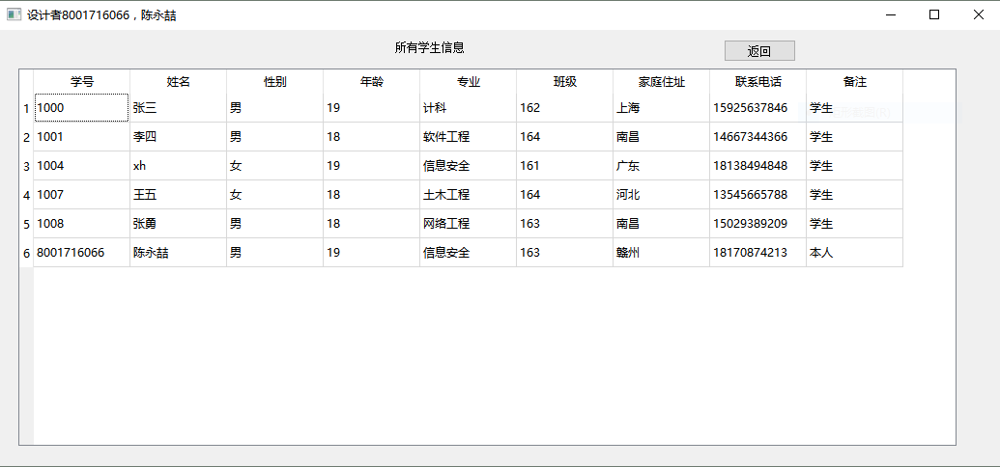 设计者8001716066，陈永喆
所有学生信息 返回
学号 姓名 性别 年龄 专业 班级 家庭住址 联系电话 备注
1 1000 张三 男 19 计科 162 上海 15925637846 学生
2 1001 李四 男 18 软件工程 164 南昌 14667344366 学生
3 1004 xh 女 19 信息安全 161 广东 18138494848 学生
4 1007 王五 女 18 土木工程 164 河北 13545665788 学生
5 1008 张勇 男 18 网络工程 163 南昌 15029389209 学生
6 8001716066 陈永喆 男 19 信息安全 163 赣州 18170874213 本人